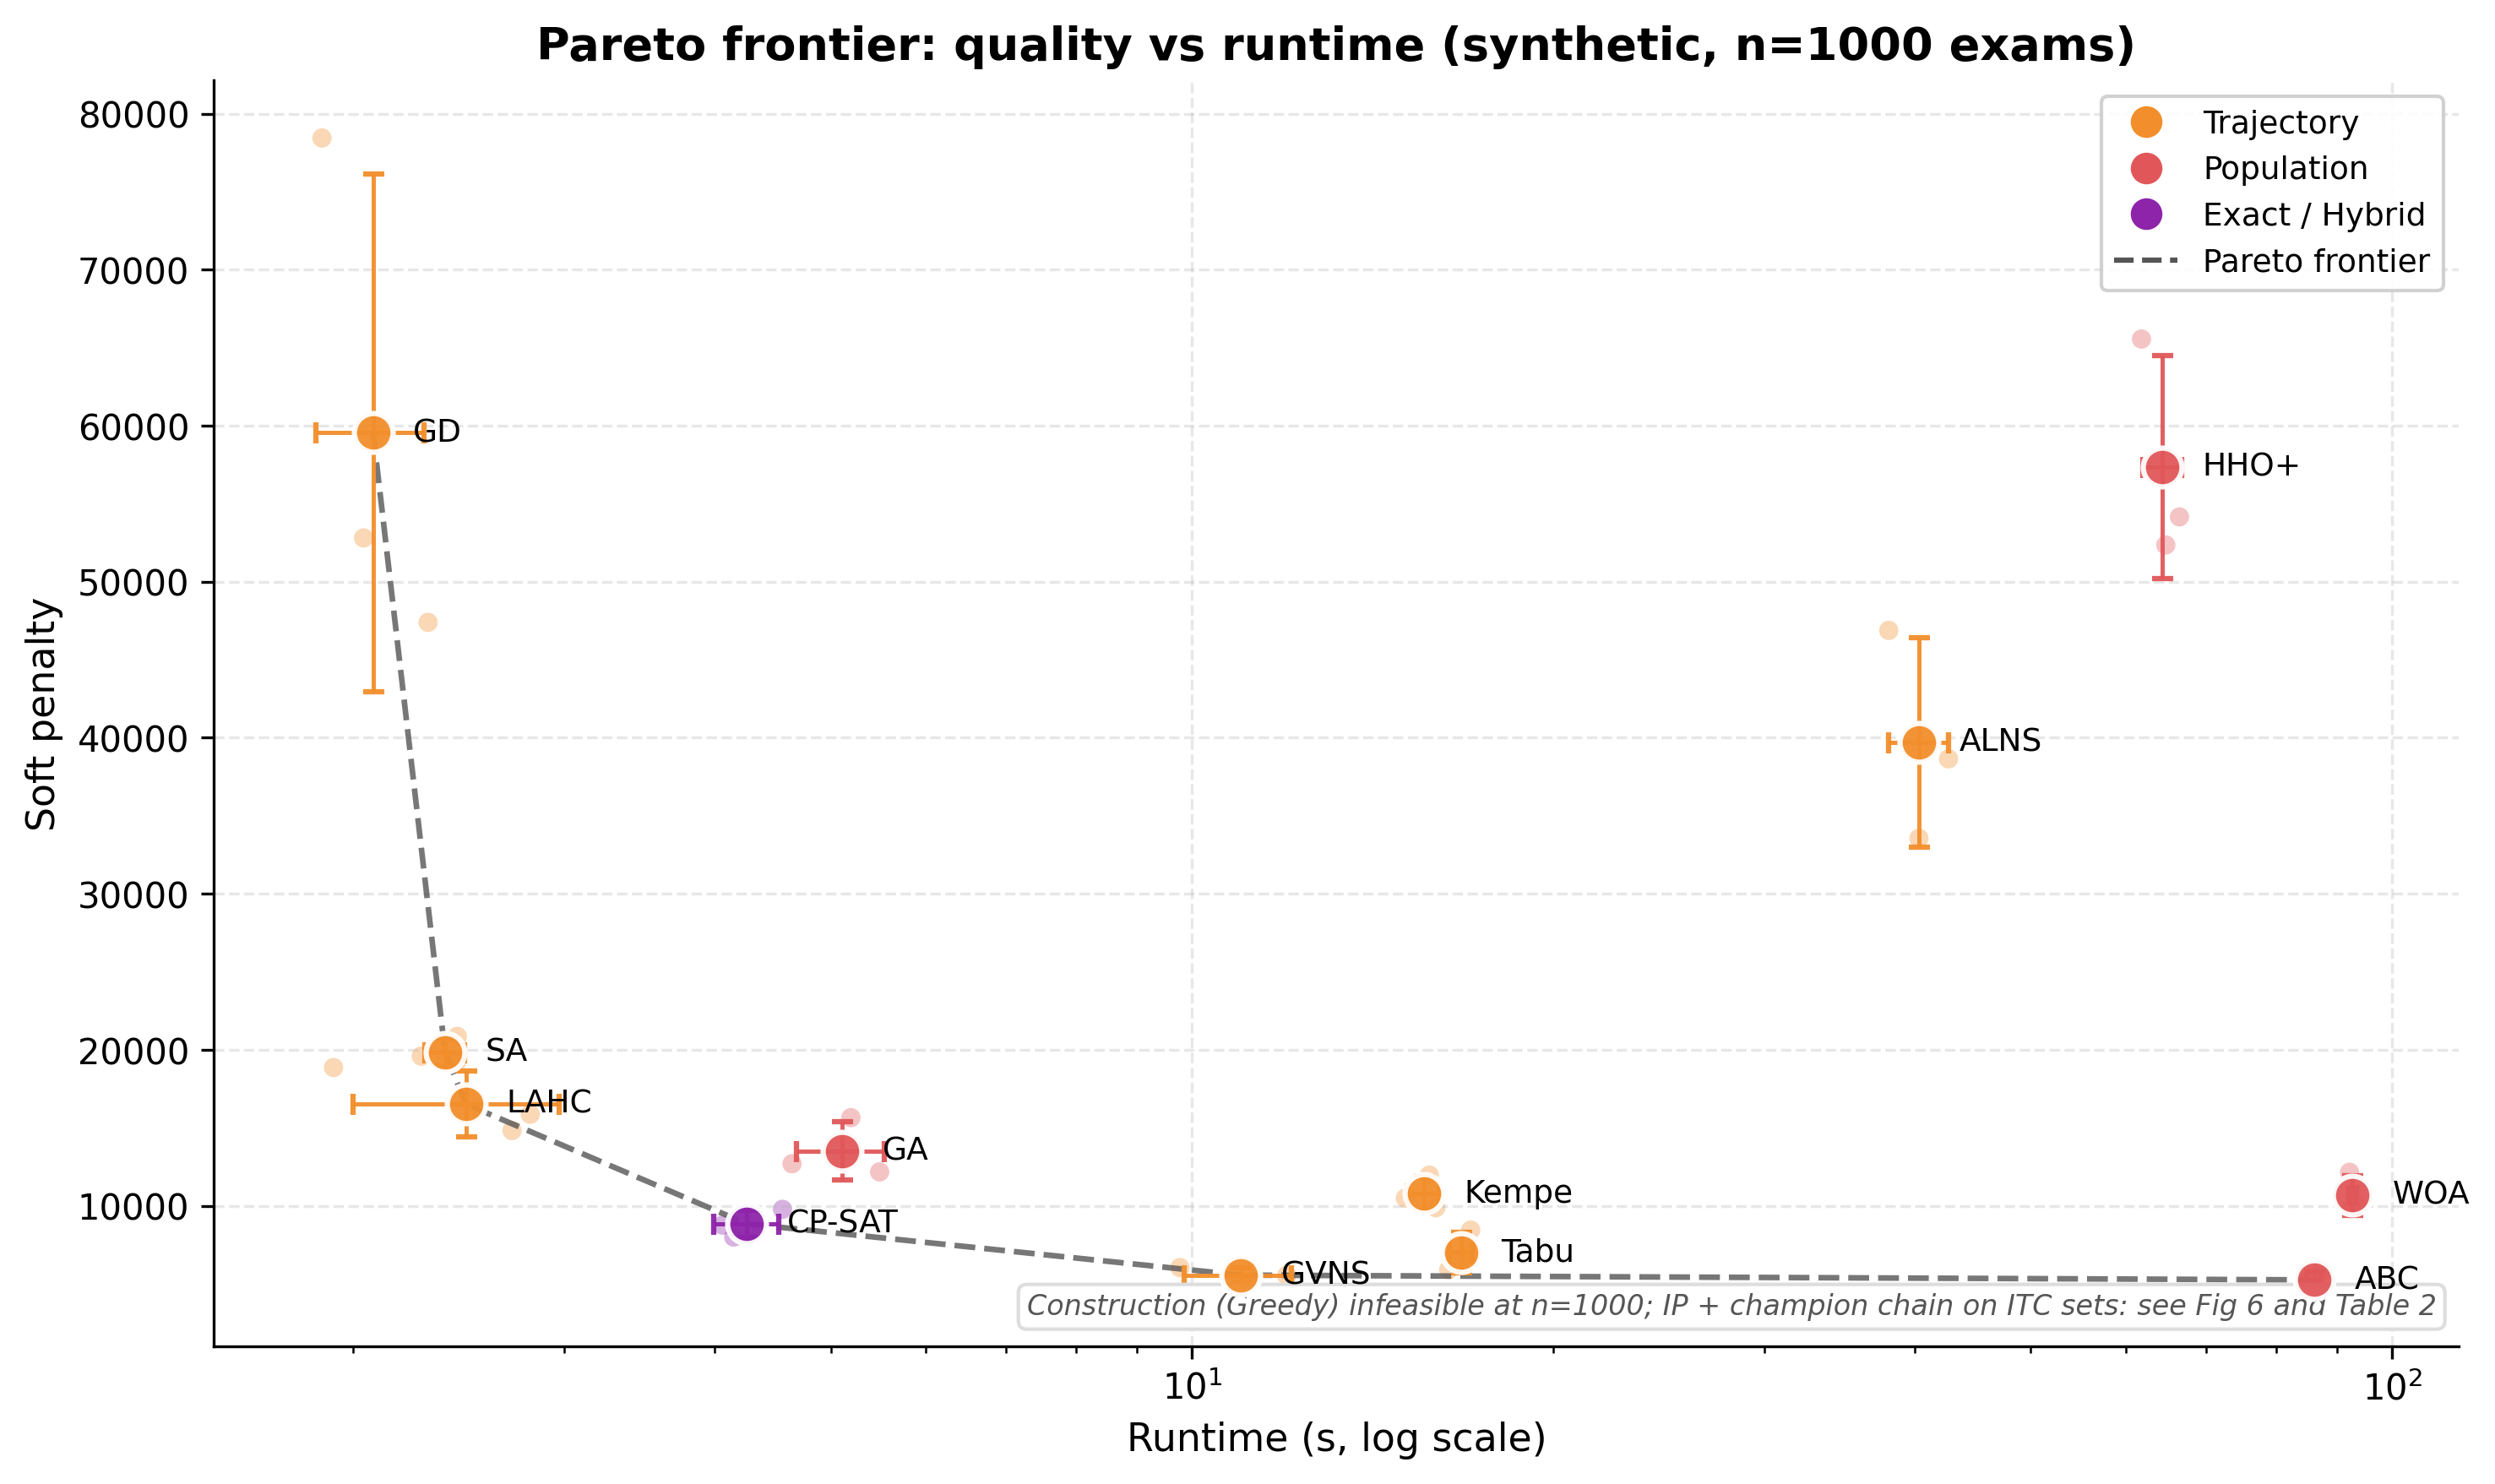 Pareto frontier: quality vs runtime (synthetic, n=1000 exams)
Trajectory
Population
Exact / Hybrid
Pareto frontier
80000
70000
60000
50000
40000
30000
20000
10000
Soft penalty
GD
HHO+
ALNS
SA
LAHC
GA
CP-SAT
Kempe
WOA
Tabu
GVNS
ABC
Construction (Greedy) infeasible at n=1000; IP + champion chain on ITC sets: see Fig 6 and Table 2
10¹
10²
Runtime (s, log scale)